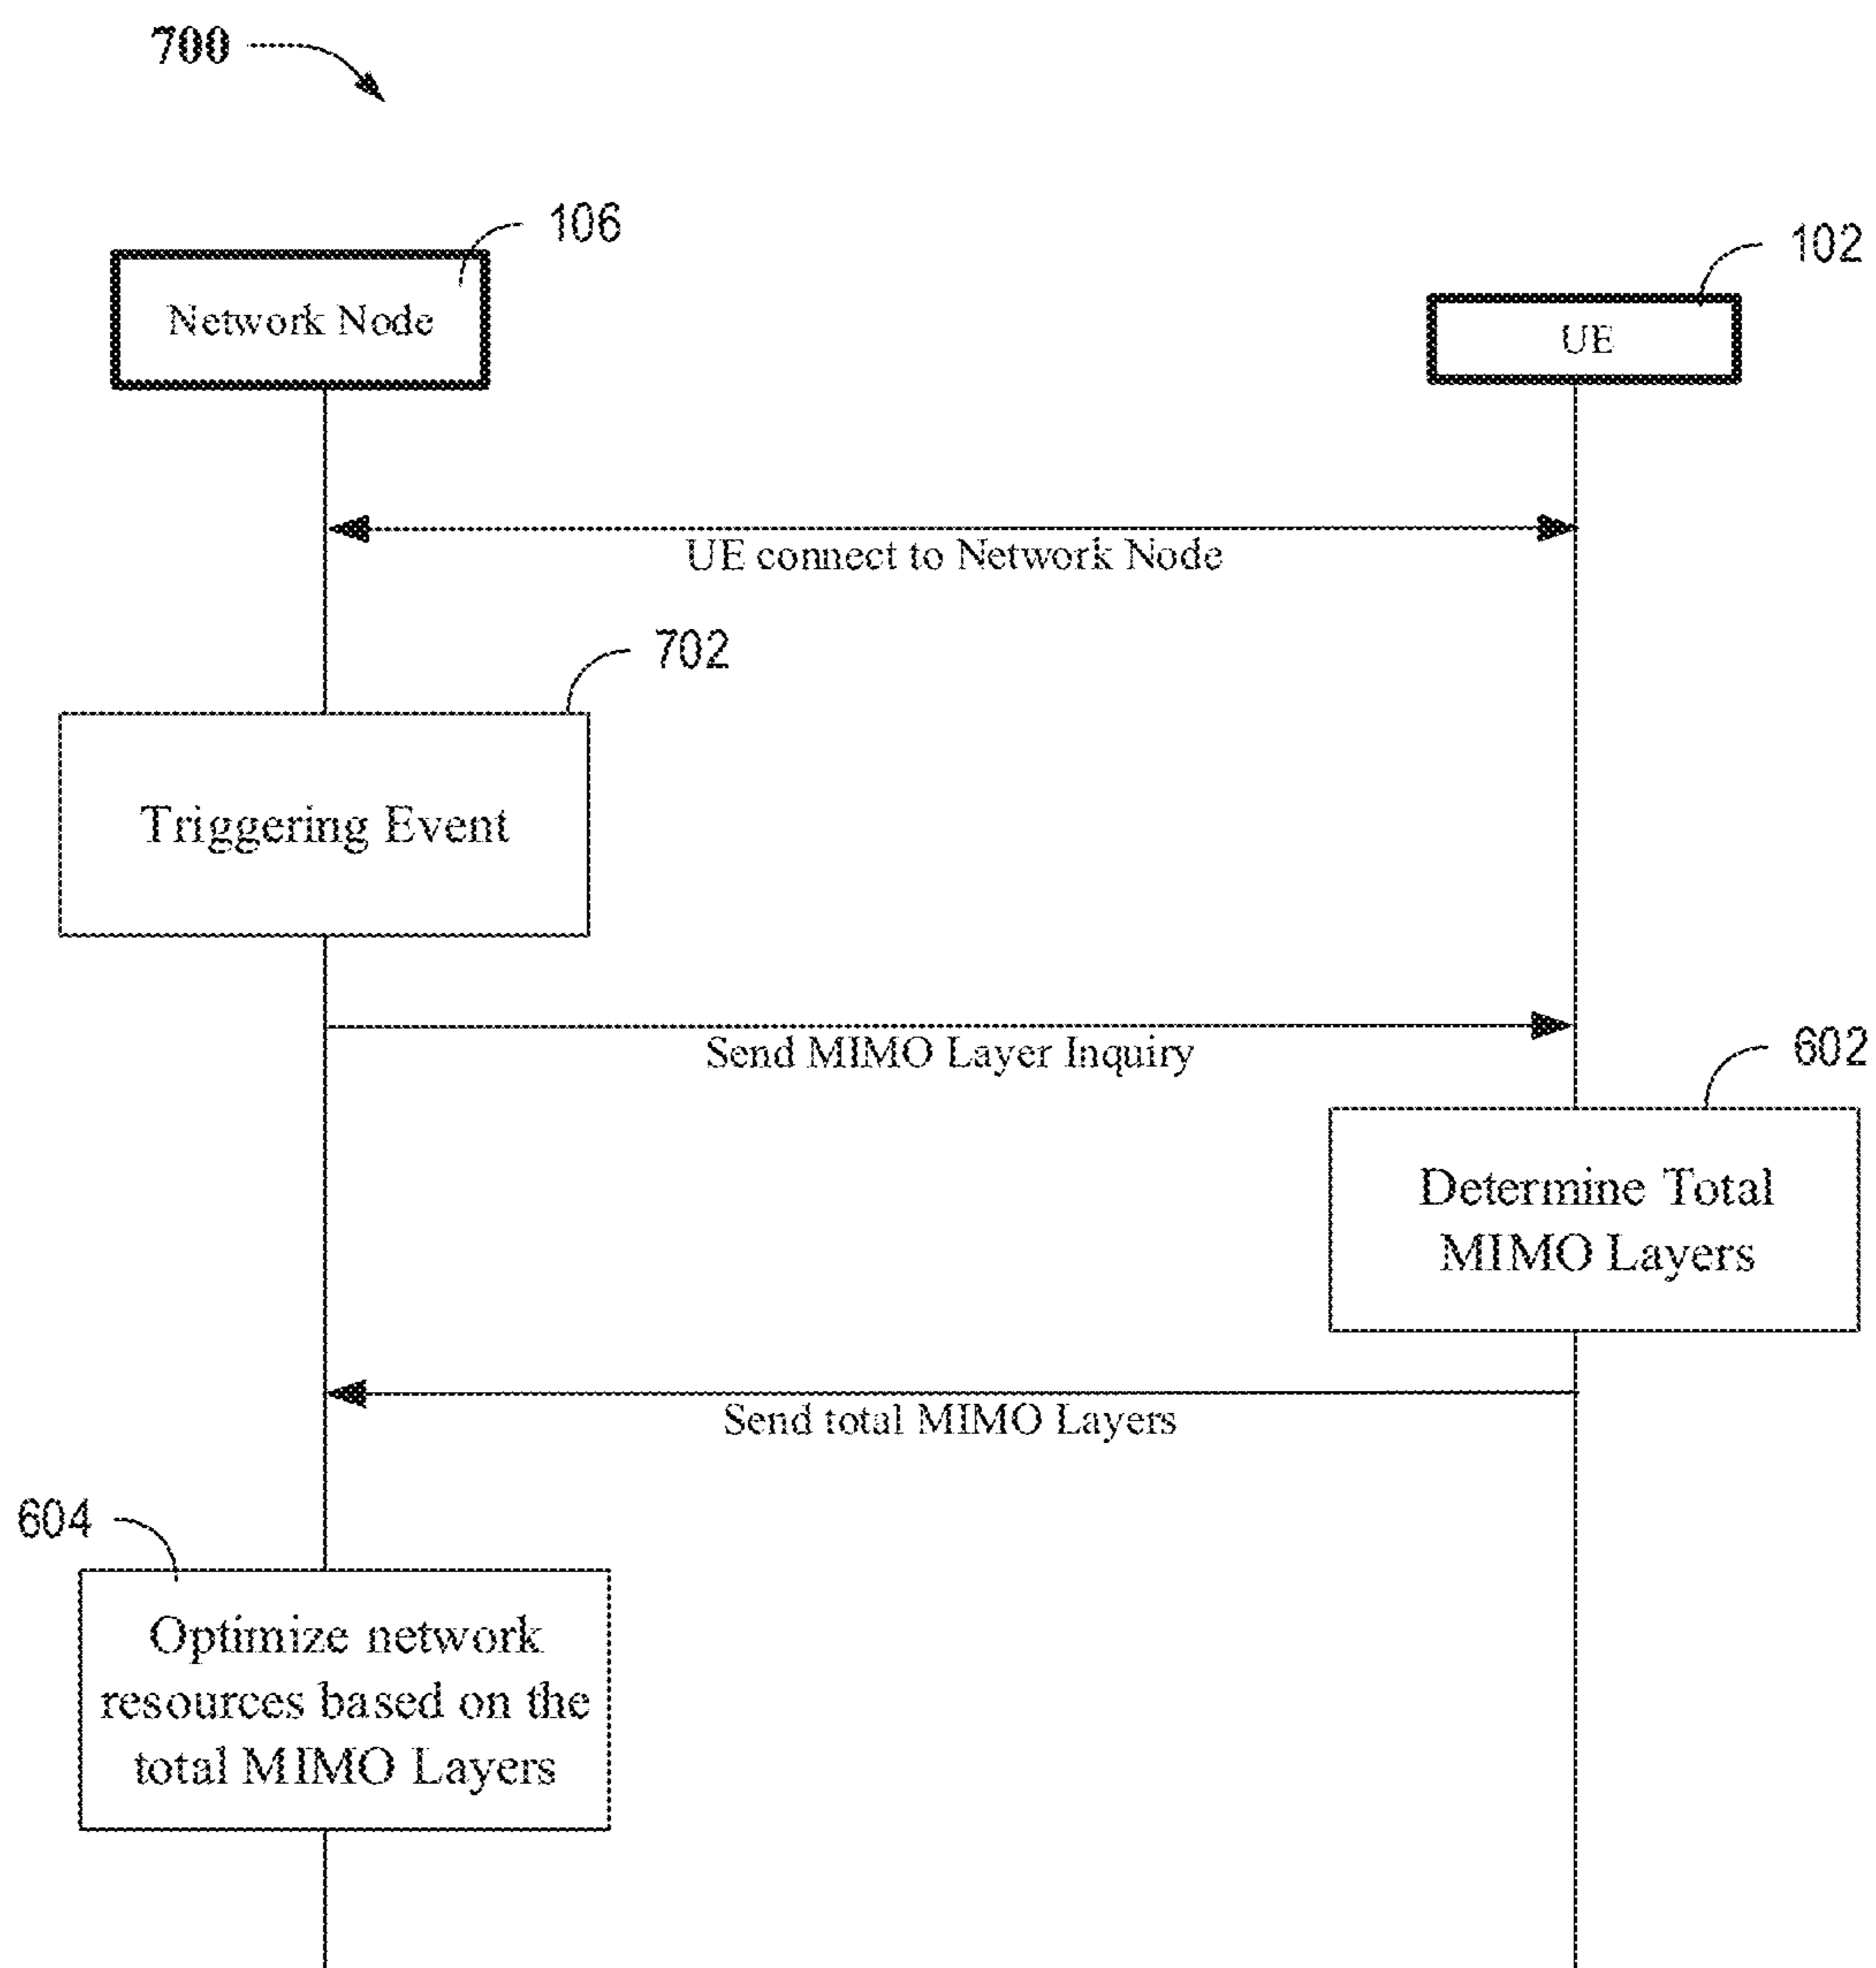 700
106
102
Network Node
UE
UE connect to Network Node
702
Triggering Event
Send MIMO Layer Inquiry
602
Determine Total
MIMO Layers
Send total MIMO Layers
604
Optimize network
resources based on the
total MIMO Layers